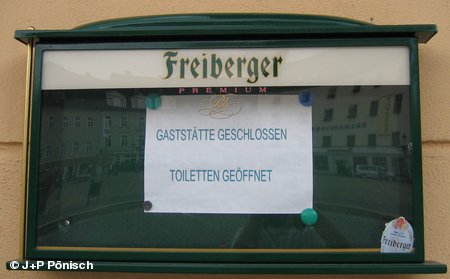 Freiberger
PREMIUM
GASTSTÄTTE GESCHLOSSEN
TOILETTEN GEÖFFNET
Freiberger
© J+P Pönisch